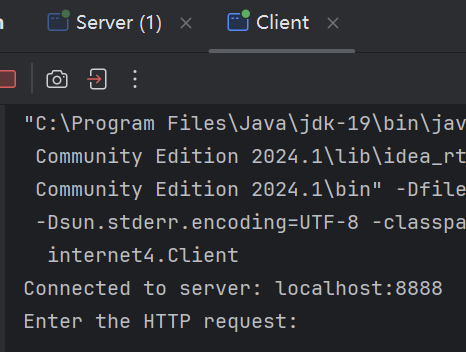 Server (1)
Client
"C:\Program Files\Java\jdk-19\bin\jav
Community Edition 2024.1\lib\idea_rt
Community Edition 2024.1\bin" -Dfile
-Dsun.stderr.encoding=UTF-8 -classpa
internet4.Client
Connected to server: localhost:8888
Enter the HTTP request: